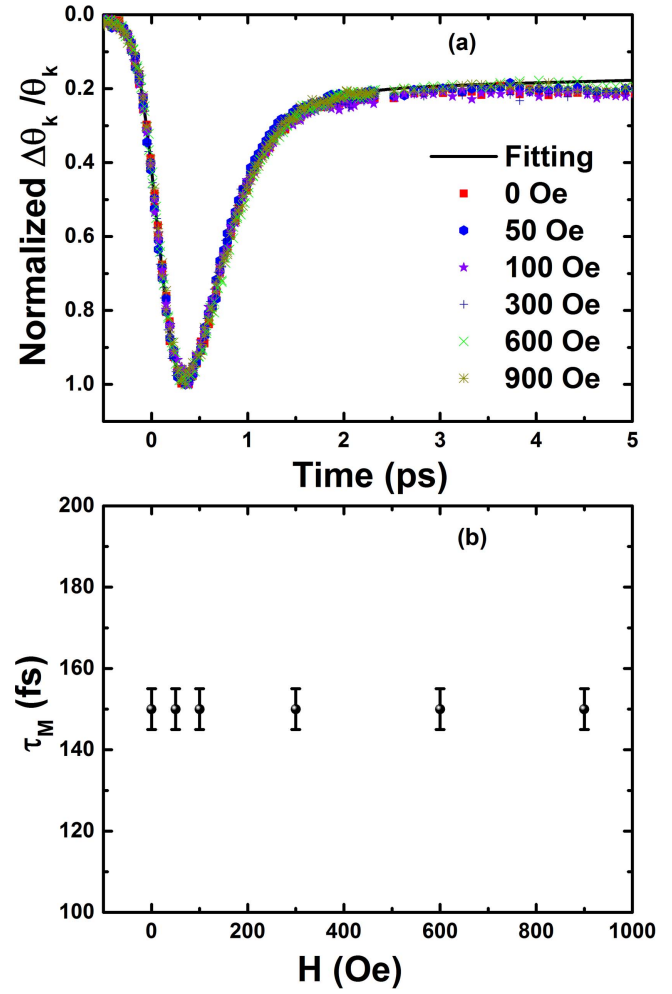 0.0
0.2
0.4
0.6
0.8
1.0
Normalized Δθk /θk
(a)
Fitting
0 Oe
50 Oe
100 Oe
300 Oe
600 Oe
900 Oe
0 1 2 3 4 5
Time (ps)
200
180
160
140
120
100
τM (fs)
(b)
0 200 400 600 800 1000
H (Oe)